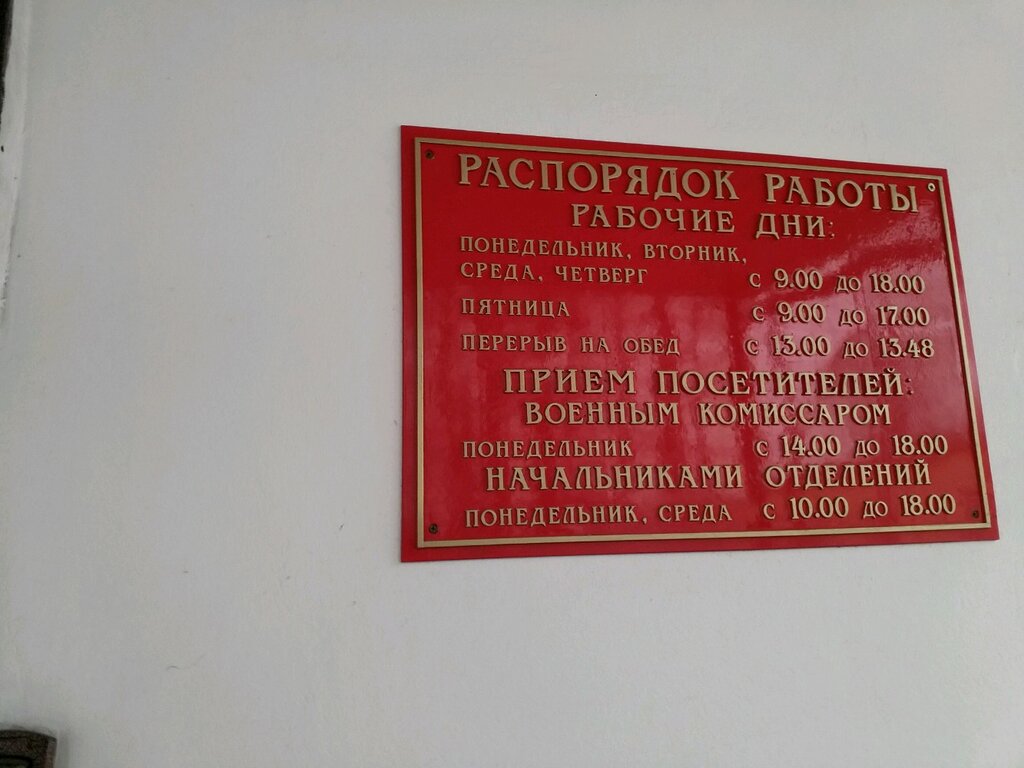 РАСПОРЯДОК РАБОТЫ
РАБОЧИЕ ДНИ:
ПОНЕДЕЛЬНИК, ВТОРНИК,
СРЕДА, ЧЕТВЕРГ С 9.00 ДО 18.00
ПЯТНИЦА С 9.00 ДО 17.00
ПЕРЕРЫВ НА ОБЕД С 13.00 ДО 13.48
ПРИЕМ ПОСЕТИТЕЛЕЙ:
ВОЕННЫМ КОМИССАРОМ
ПОНЕДЕЛЬНИК С 14.00 ДО 18.00
НАЧАЛЬНИКАМИ ОТДЕЛЕНИЙ
ПОНЕДЕЛЬНИК, СРЕДА С 10.00 ДО 18.00